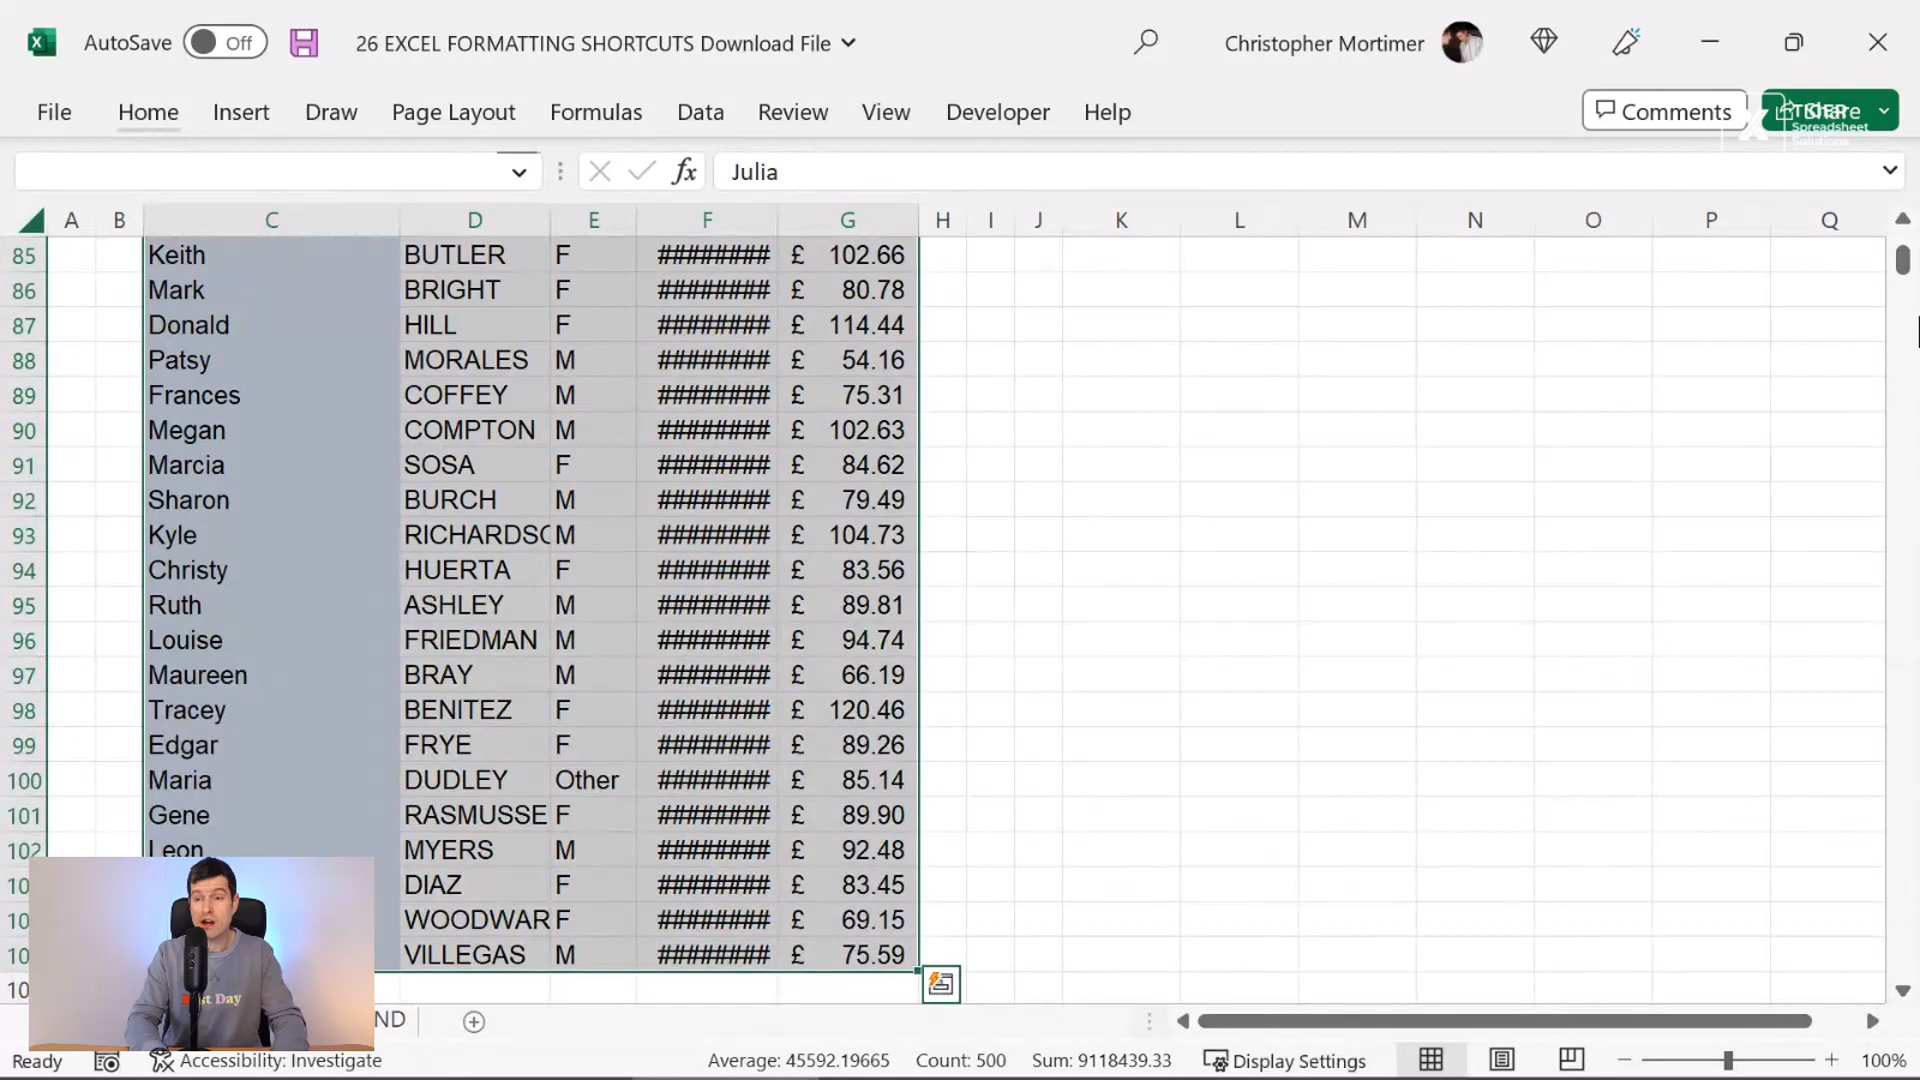 AutoSave Off 26 EXCEL FORMATTING SHORTCUTS Download File Christopher Mortimer
File Home Insert Draw Page Layout Formulas Data Review View Developer Help Comments Share
TIGER
Spreadsheet
Solutions
fx Julia
A B C D E F G H I J K L M N O P Q
85 Keith BUTLER F ######## £ 102.66
86 Mark BRIGHT F ######## £ 80.78
87 Donald HILL F ######## £ 114.44
88 Patsy MORALES M ######## £ 54.16
89 Frances COFFEY M ######## £ 75.31
90 Megan COMPTON M ######## £ 102.63
91 Marcia SOSA F ######## £ 84.62
92 Sharon BURCH M ######## £ 79.49
93 Kyle RICHARDSO M ######## £ 104.73
94 Christy HUERTA F ######## £ 83.56
95 Ruth ASHLEY M ######## £ 89.81
96 Louise FRIEDMAN M ######## £ 94.74
97 Maureen BRAY M ######## £ 66.19
98 Tracey BENITEZ F ######## £ 120.46
99 Edgar FRYE F ######## £ 89.26
100 Maria DUDLEY Other ######## £ 85.14
101 Gene RASMUSSE F ######## £ 89.90
102 Leon MYERS M ######## £ 92.48
10 DIAZ F ######## £ 83.45
10 WOODWAR F ######## £ 69.15
10 VILLEGAS M ######## £ 75.59
10
ND
Ready Accessibility: Investigate Average: 45592.19665 Count: 500 Sum: 9118439.33 Display Settings 100%